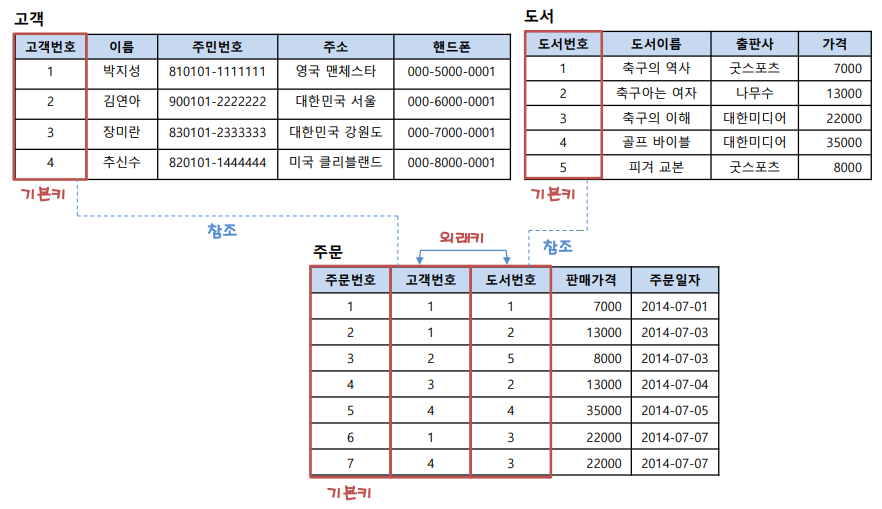 고객
고객번호 이름 주민번호 주소 핸드폰
1 박지성 810101-1111111 영국 맨체스타 000-5000-0001
2 김연아 900101-2222222 대한민국 서울 000-6000-0001
3 장미란 830101-2333333 대한민국 강원도 000-7000-0001
4 추신수 820101-1444444 미국 클리블랜드 000-8000-0001
기본키
도서
도서번호 도서이름 출판사 가격
1 축구의 역사 굿스포츠 7000
2 축구아는 여자 나무수 13000
3 축구의 이해 대한미디어 22000
4 골프 바이블 대한미디어 35000
5 피겨 교본 굿스포츠 8000
기본키
참조
외래키
참조
주문
주문번호 고객번호 도서번호 판매가격 주문일자
1 1 1 7000 2014-07-01
2 1 2 13000 2014-07-03
3 2 5 8000 2014-07-03
4 3 2 13000 2014-07-04
5 4 4 35000 2014-07-05
6 1 3 22000 2014-07-07
7 4 3 22000 2014-07-07
기본키